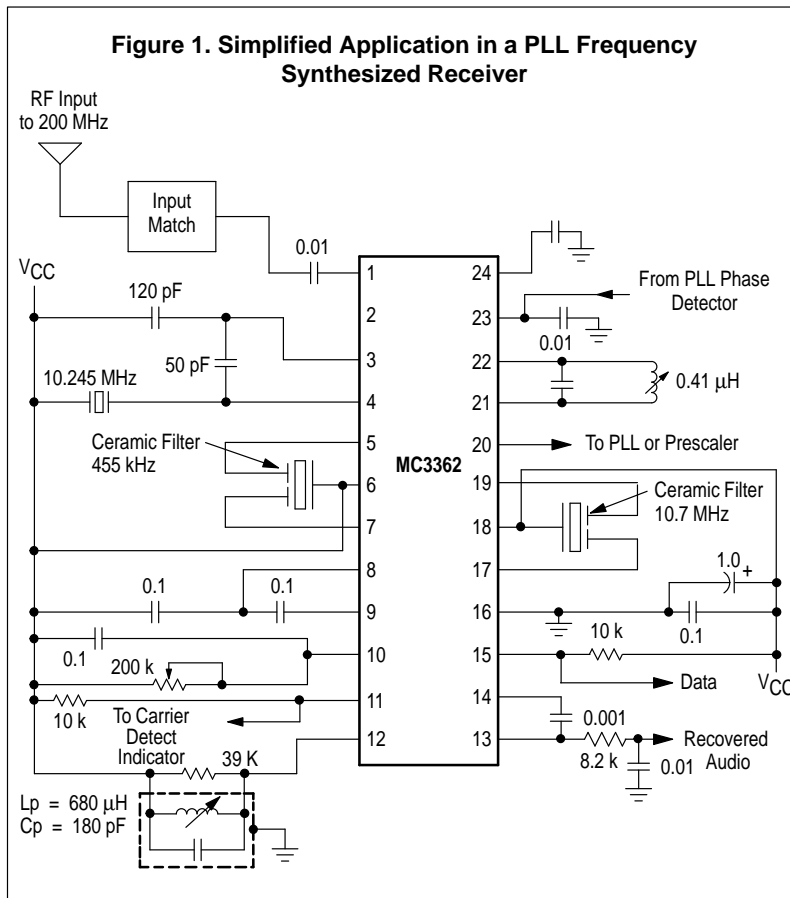 Figure 1. Simplified Application in a PLL Frequency
Synthesized Receiver
RF Input
to 200 MHz
Input
Match
0.01
VCC
120 pF
50 pF
10.245 MHz
Ceramic Filter
455 kHz
0.1
0.1
0.1
200 k
10 k
To Carrier
Detect
Indicator
39 K
Lp = 680 µH
Cp = 180 pF
1
2
3
4
5
6
7
8
9
10
11
12
MC3362
24
23
22
21
20
19
18
17
16
15
14
13
From PLL Phase
Detector
0.01
0.41 µH
To PLL or Prescaler
Ceramic Filter
10.7 MHz
1.0
+
0.1
10 k
VCC
Data
0.001
8.2 k
0.01
Recovered
Audio